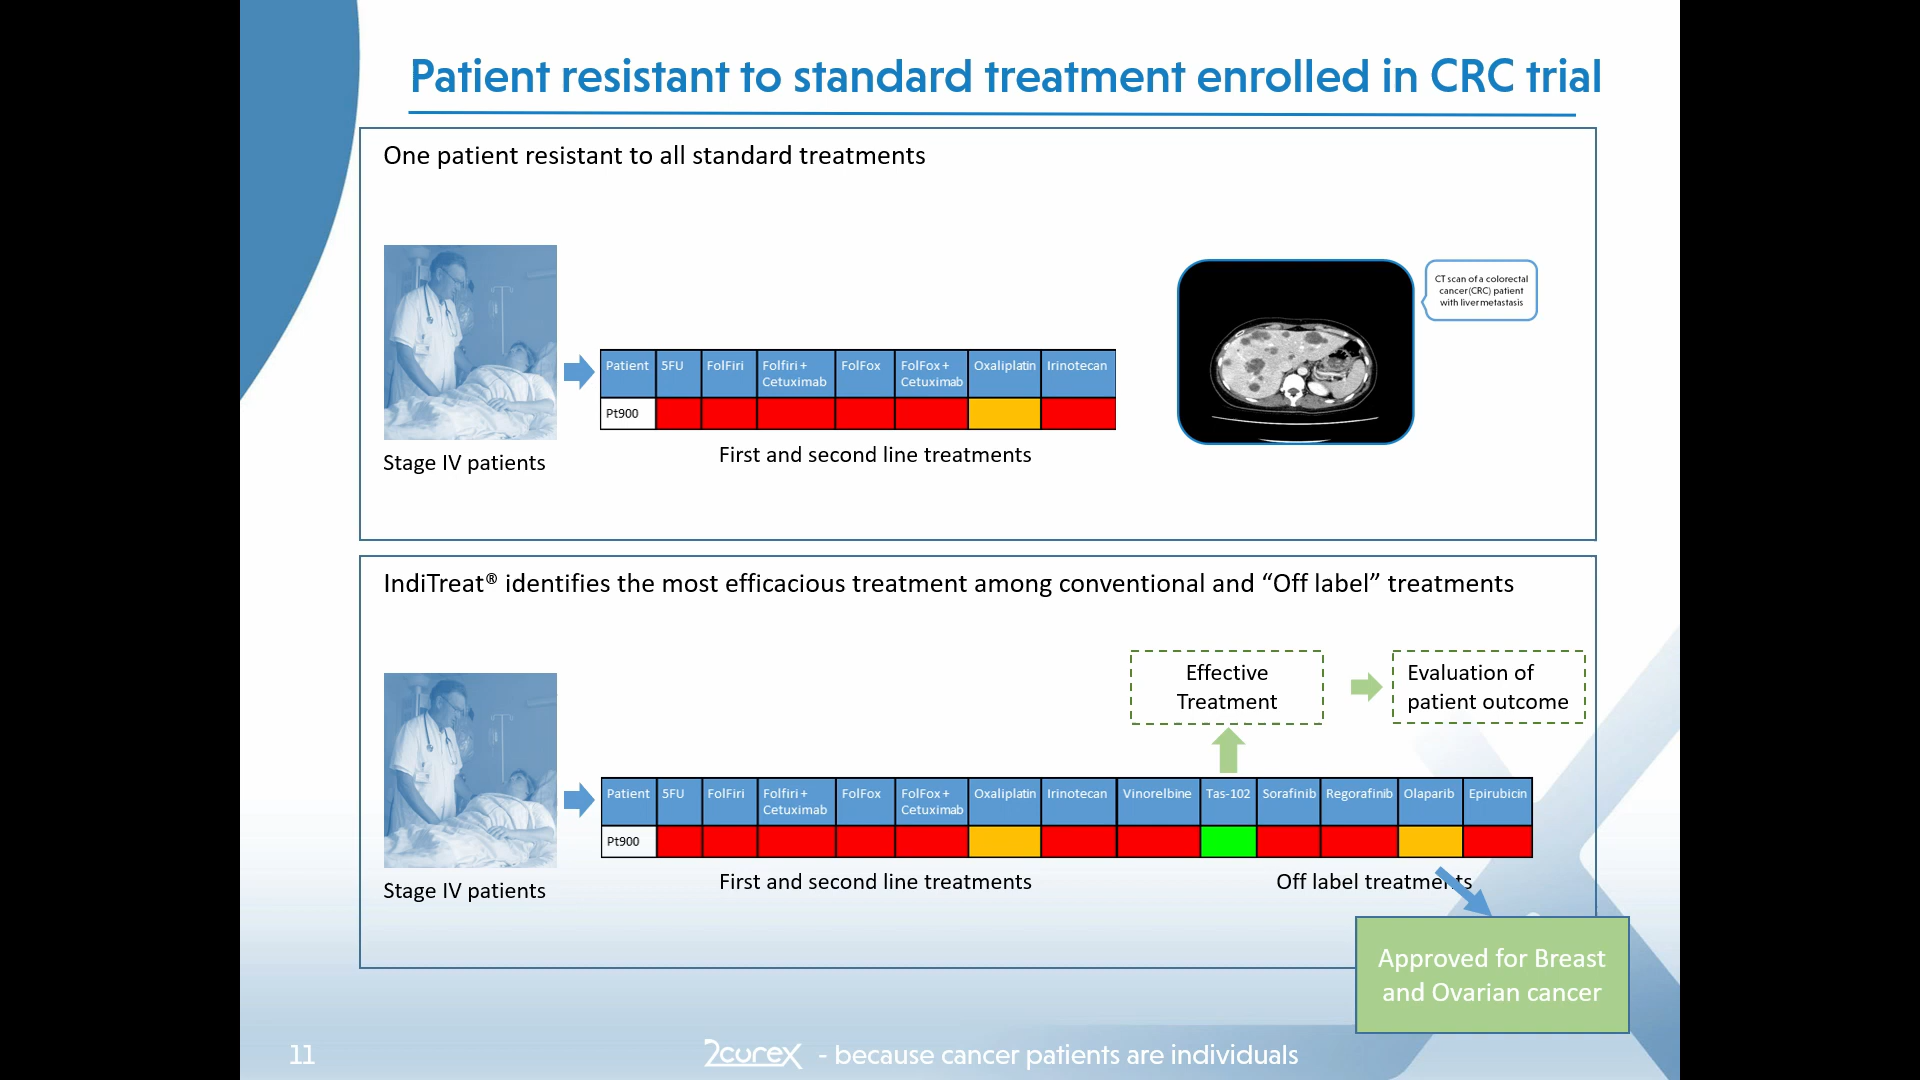 Patient resistant to standard treatment enrolled in CRC trial
One patient resistant to all standard treatments
CT scan of a colorectal
cancer(CRC) patient
with liver metastasis
Patient 5FU FolFiri Folfiri + Cetuximab FolFox FolFox + Cetuximab Oxaliplatin Irinotecan
Pt900
Stage IV patients
First and second line treatments
IndiTreat® identifies the most efficacious treatment among conventional and “Off label” treatments
Effective
Treatment
Evaluation of
patient outcome
Patient 5FU FolFiri Folfiri + Cetuximab FolFox FolFox + Cetuximab Oxaliplatin Irinotecan Vinorelbine Tas-102 Sorafinib Regorafinib Olaparib Epirubicin
Pt900
Stage IV patients
First and second line treatments
Off label treatments
Approved for Breast
and Ovarian cancer
11
2cureX - because cancer patients are individuals